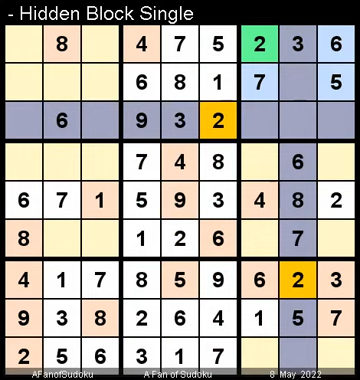 - Hidden Block Single
8 4 7 5 2 3 6
6 8 1 7 5
6 9 3 2
7 4 8 6
6 7 1 5 9 3 4 8 2
8 1 2 6 7
4 1 7 8 5 9 6 2 3
9 3 8 2 6 4 1 5 7
2 5 6 3 1 7
AFanofSudoku A Fan of Sudoku 8 May 2022